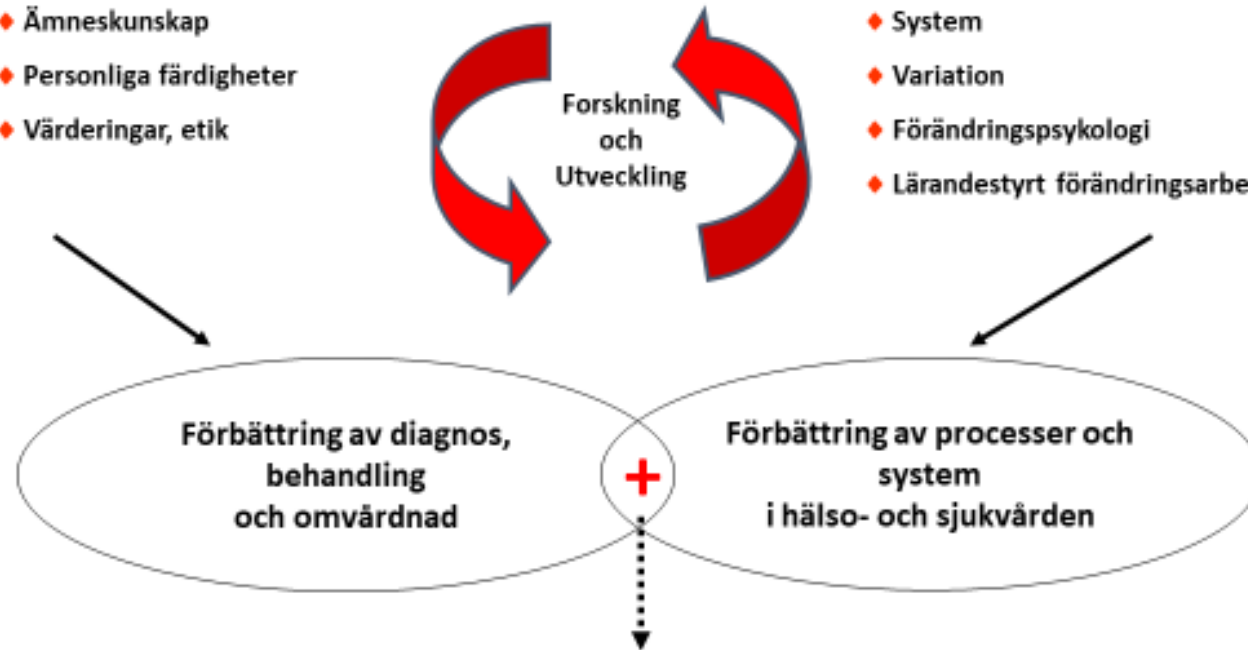 Ämneskunskap
Personliga färdigheter
Värderingar, etik
Forskning
och
Utveckling
System
Variation
Förändringspsykologi
Lärandestyrt förändringsarbe
Förbättring av diagnos,
behandling
och omvårdnad
+
Förbättring av processer och
system
i hälso- och sjukvården